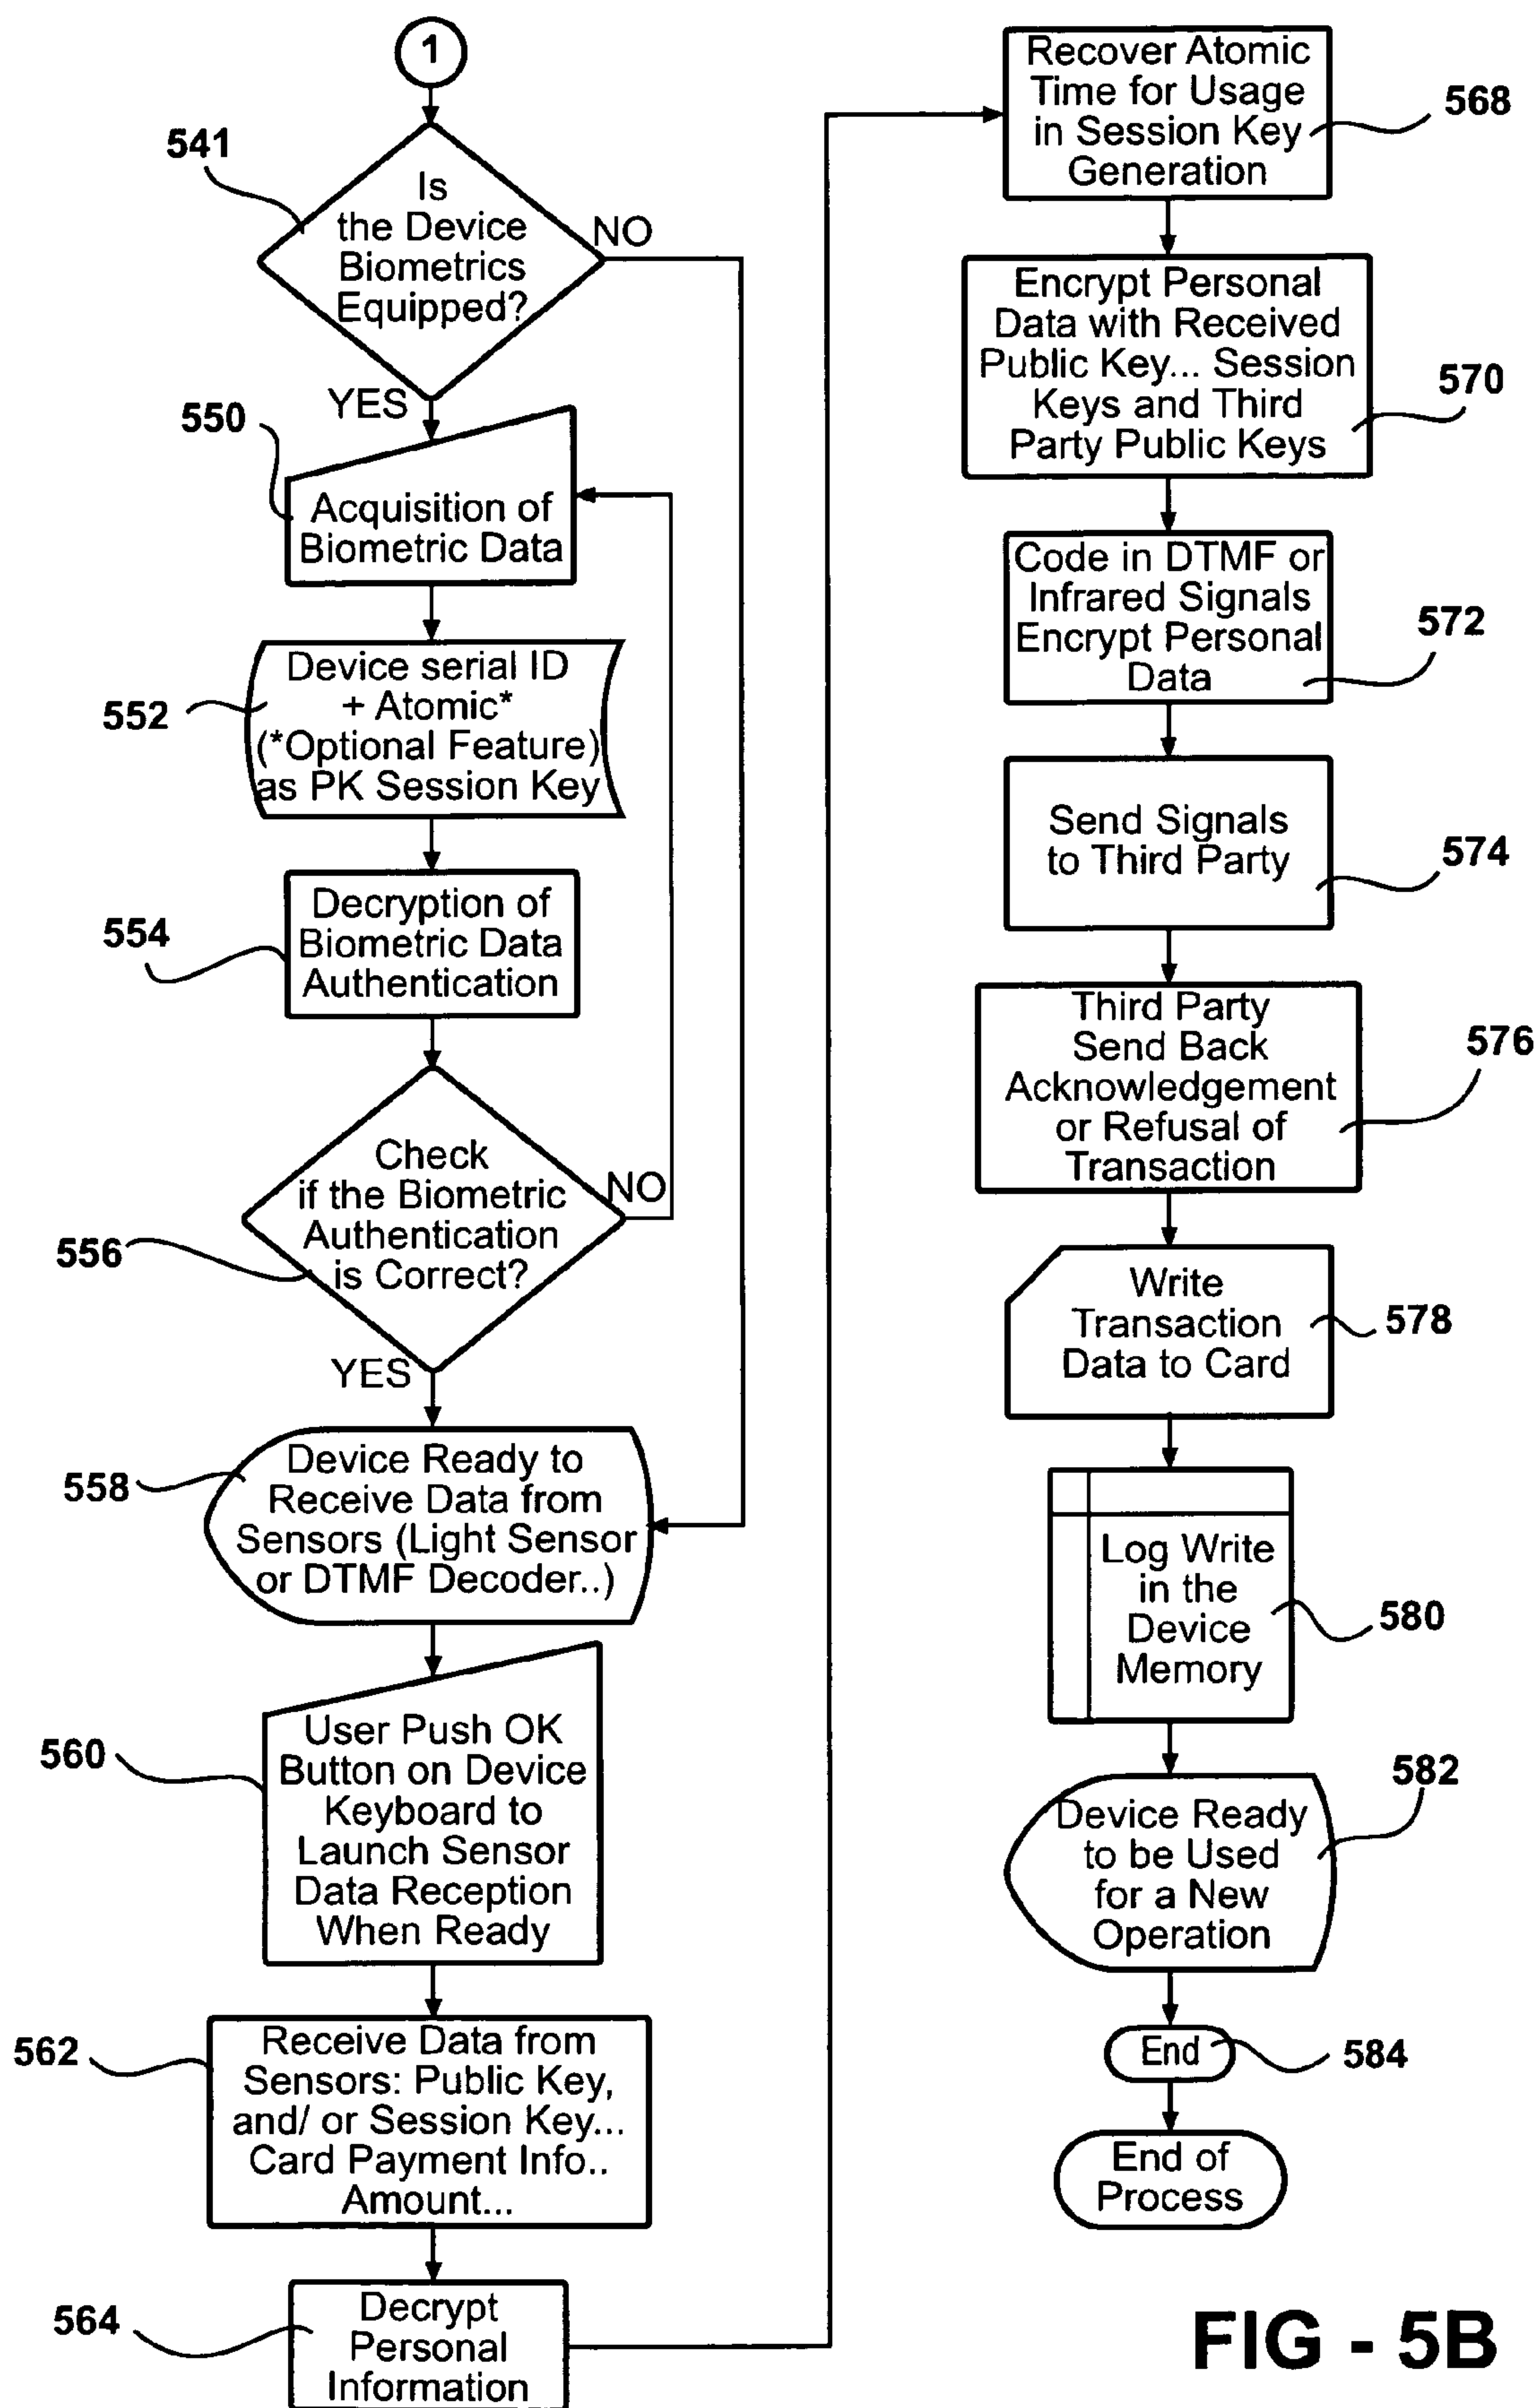 1
541
Is
the Device
Biometrics
Equipped?
NO
YES
550
Acquisition of
Biometric Data
552
Device serial ID
+ Atomic*
(*Optional Feature)
as PK Session Key
554
Decryption of
Biometric Data
Authentication
556
Check
if the Biometric
Authentication
is Correct?
NO
YES
558
Device Ready to
Receive Data from
Sensors (Light Sensor
or DTMF Decoder..)
560
User Push OK
Button on Device
Keyboard to
Launch Sensor
Data Reception
When Ready
562
Receive Data from
Sensors: Public Key,
and/ or Session Key...
Card Payment Info..
Amount...
564
Decrypt
Personal
Information
Recover Atomic
Time for Usage
in Session Key
Generation
568
Encrypt Personal
Data with Received
Public Key... Session
Keys and Third
Party Public Keys
570
Code in DTMF or
Infrared Signals
Encrypt Personal
Data
572
Send Signals
to Third Party
574
Third Party
Send Back
Acknowledgement
or Refusal of
Transaction
576
Write
Transaction
Data to Card
578
Log Write
in the
Device
Memory
580
Device Ready
to be Used
for a New
Operation
582
End
584
End of
Process
FIG - 5B